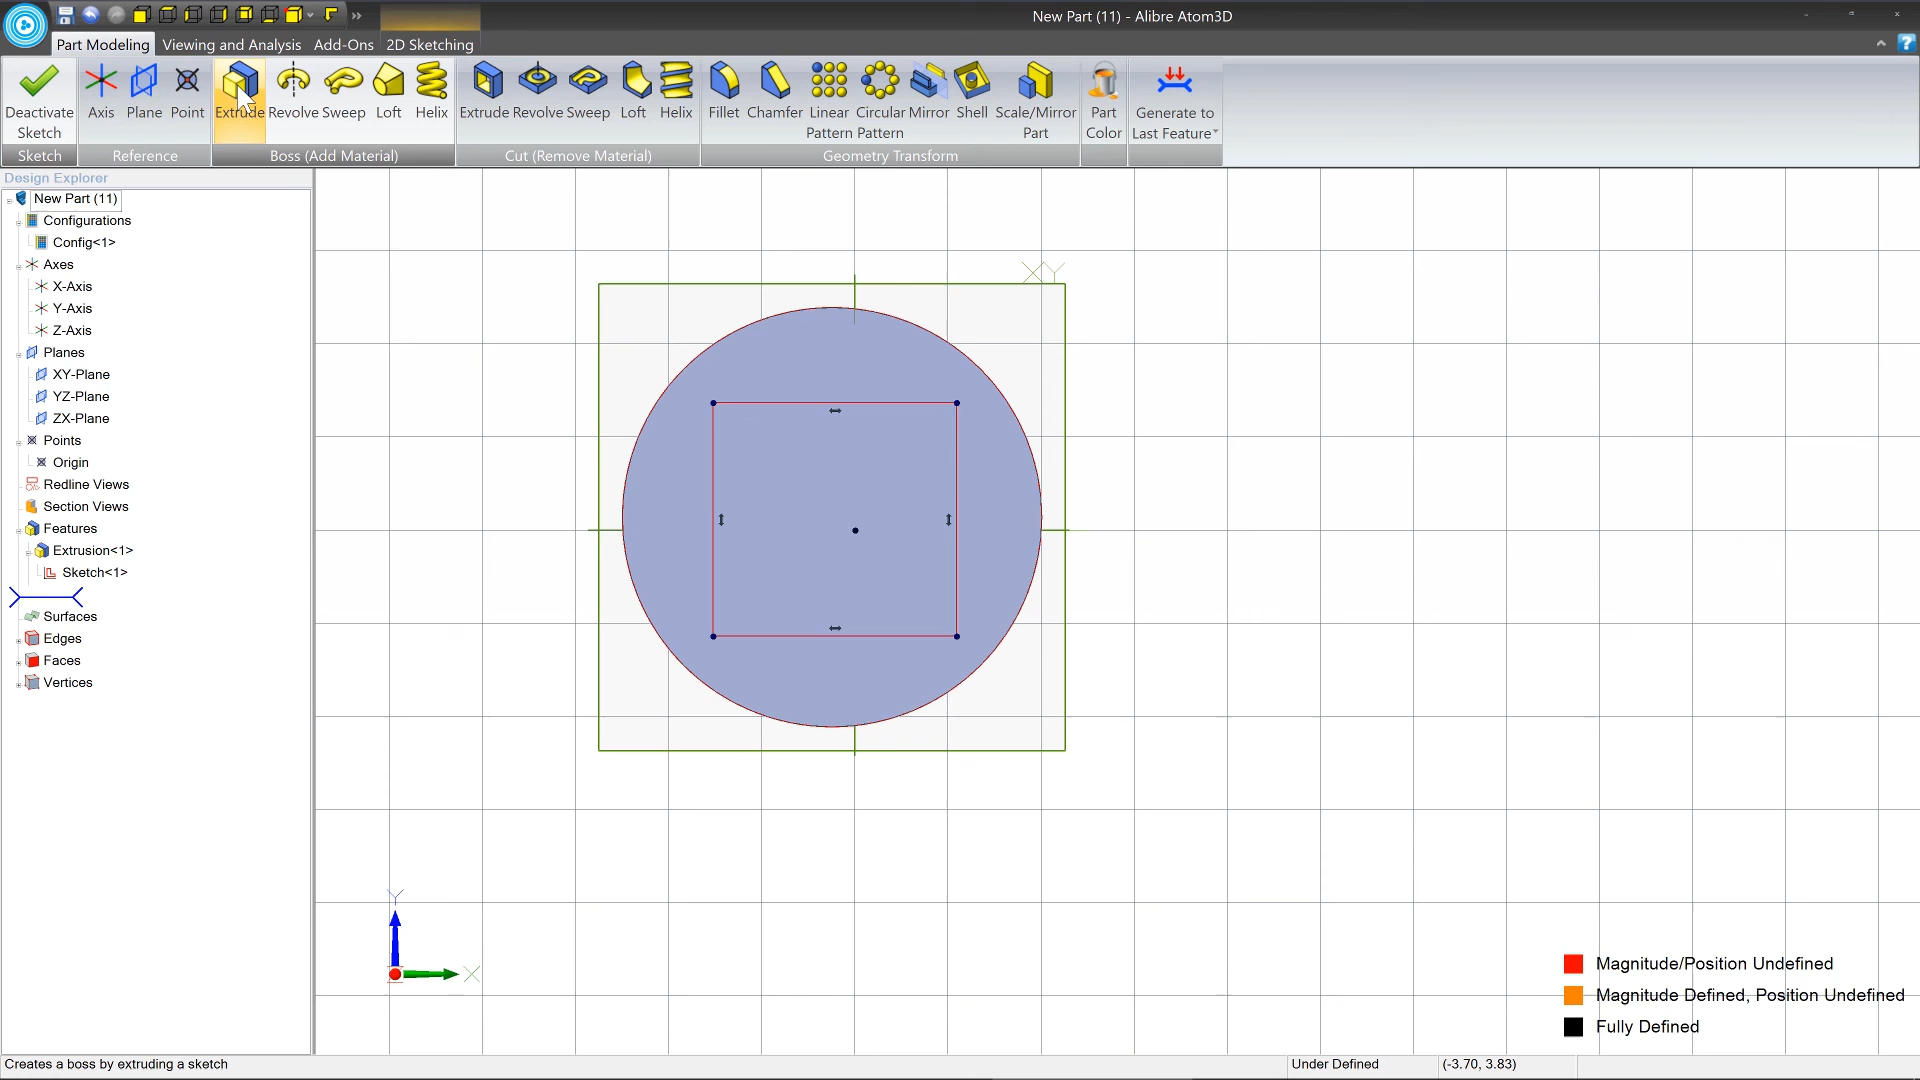 New Part (11) - Alibre Atom3D
Part Modeling Viewing and Analysis Add-Ons 2D Sketching
Deactivate Sketch
Axis Plane Point
Extrude Revolve Sweep Loft Helix
Extrude Revolve Sweep Loft Helix
Fillet Chamfer Linear Pattern Circular Pattern Mirror Shell Scale/Mirror Part
Part Color
Generate to Last Feature
Sketch Reference Boss (Add Material) Cut (Remove Material) Geometry Transform
Design Explorer
New Part (11)
Configurations
Config<1>
Axes
X-Axis
Y-Axis
Z-Axis
Planes
XY-Plane
YZ-Plane
ZX-Plane
Points
Origin
Redline Views
Section Views
Features
Extrusion<1>
Sketch<1>
Surfaces
Edges
Faces
Vertices
XY
Y
X
Magnitude/Position Undefined
Magnitude Defined, Position Undefined
Fully Defined
Creates a boss by extruding a sketch
Under Defined
(-3.70, 3.83)